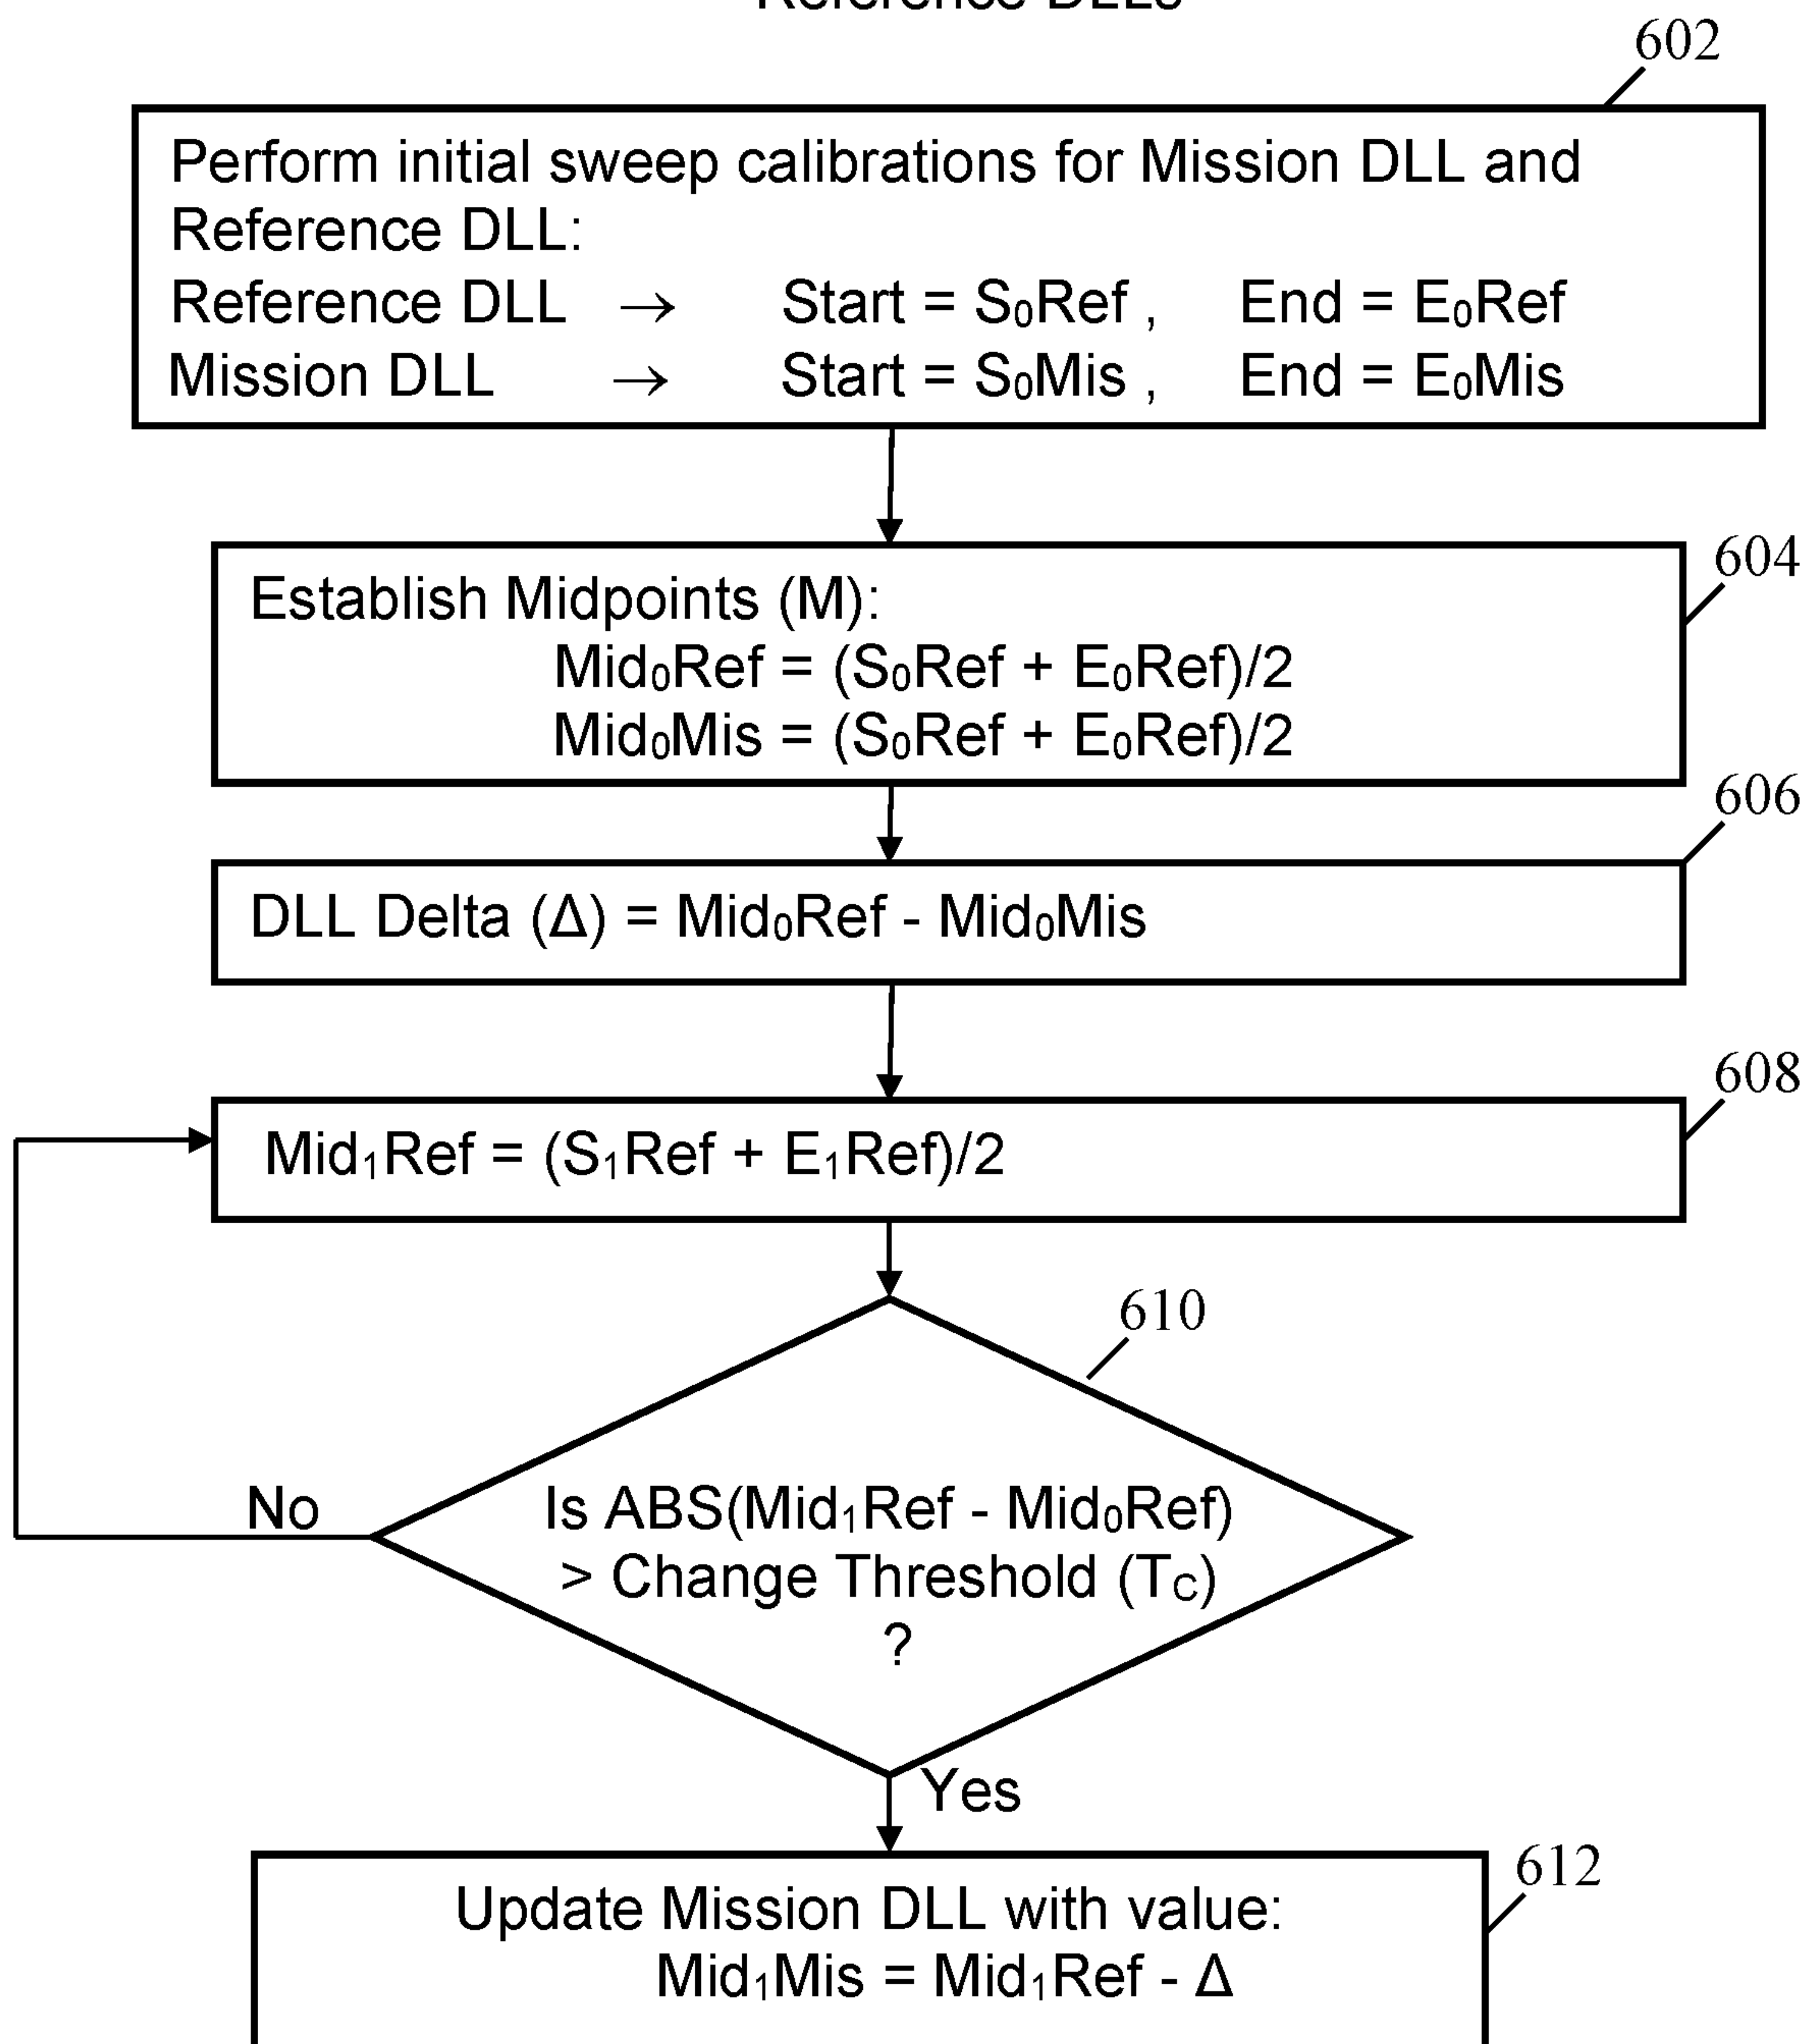 Reference DLLs
602
Perform initial sweep calibrations for Mission DLL and
Reference DLL:
Reference DLL → Start = S₀Ref , End = E₀Ref
Mission DLL → Start = S₀Mis , End = E₀Mis
604
Establish Midpoints (M):
Mid₀Ref = (S₀Ref + E₀Ref)/2
Mid₀Mis = (S₀Ref + E₀Ref)/2
606
DLL Delta (Δ) = Mid₀Ref - Mid₀Mis
608
Mid₁Ref = (S₁Ref + E₁Ref)/2
610
Is ABS(Mid₁Ref - Mid₀Ref)
> Change Threshold (T𝖼)
?
No
Yes
612
Update Mission DLL with value:
Mid₁Mis = Mid₁Ref - Δ